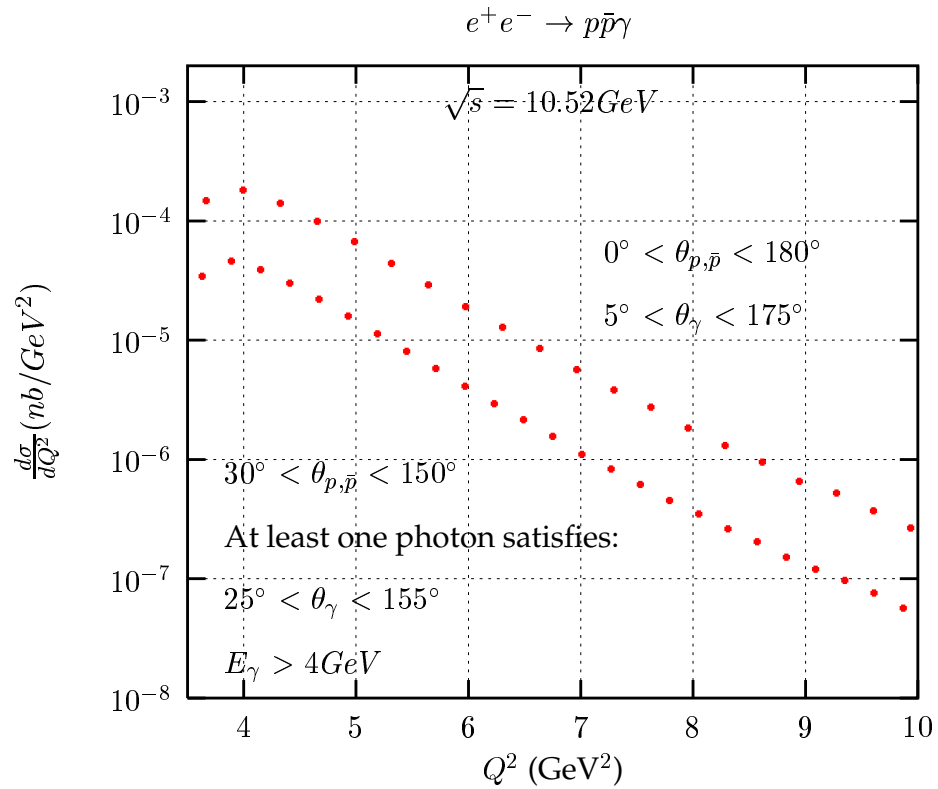 e⁺e⁻ → pp̄γ
√s = 10.52GeV
10⁻³
10⁻⁴
10⁻⁵
10⁻⁶
10⁻⁷
10⁻⁸
dσ/dQ² (nb/GeV²)
0° < θ_{p,p̄} < 180°
5° < θ_γ < 175°
30° < θ_{p,p̄} < 150°
At least one photon satisfies:
25° < θ_γ < 155°
E_γ > 4GeV
4 5 6 7 8 9 10
Q² (GeV²)